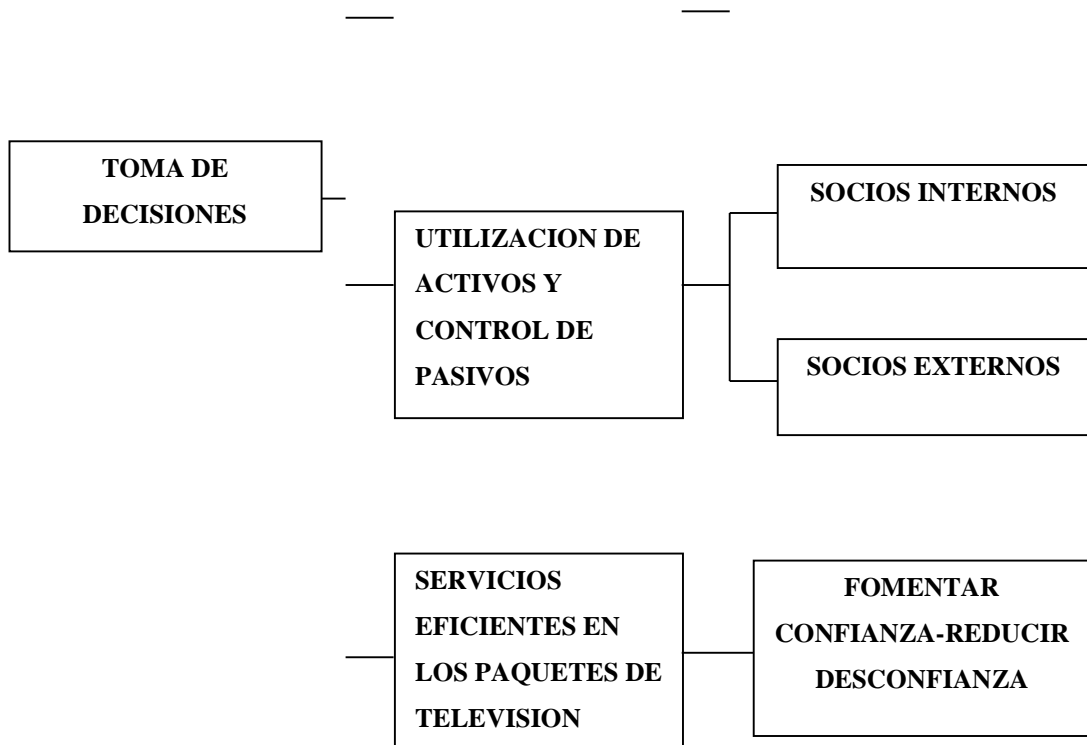 TOMA DE
DECISIONES
UTILIZACION DE
ACTIVOS Y
CONTROL DE
PASIVOS
SOCIOS INTERNOS
SOCIOS EXTERNOS
SERVICIOS
EFICIENTES EN
LOS PAQUETES DE
TELEVISION
FOMENTAR
CONFIANZA-REDUCIR
DESCONFIANZA